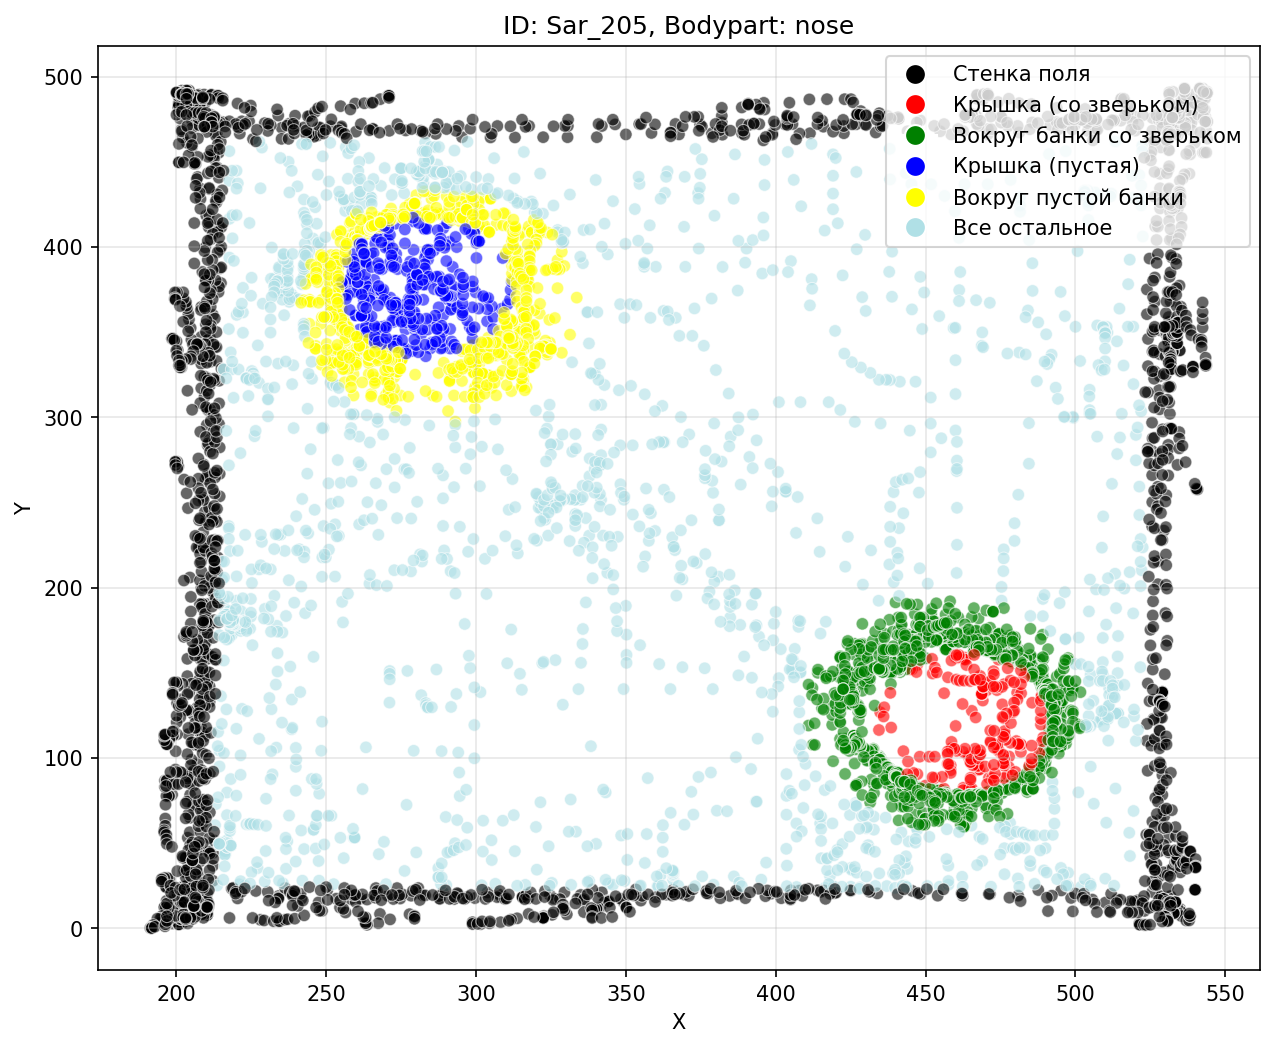 ID: Sar_205, Bodypart: nose
Стенка поля
Крышка (со зверьком)
Вокруг банки со зверьком
Крышка (пустая)
Вокруг пустой банки
Все остальное
500
400
300
200
100
0
Y
200 250 300 350 400 450 500 550
X